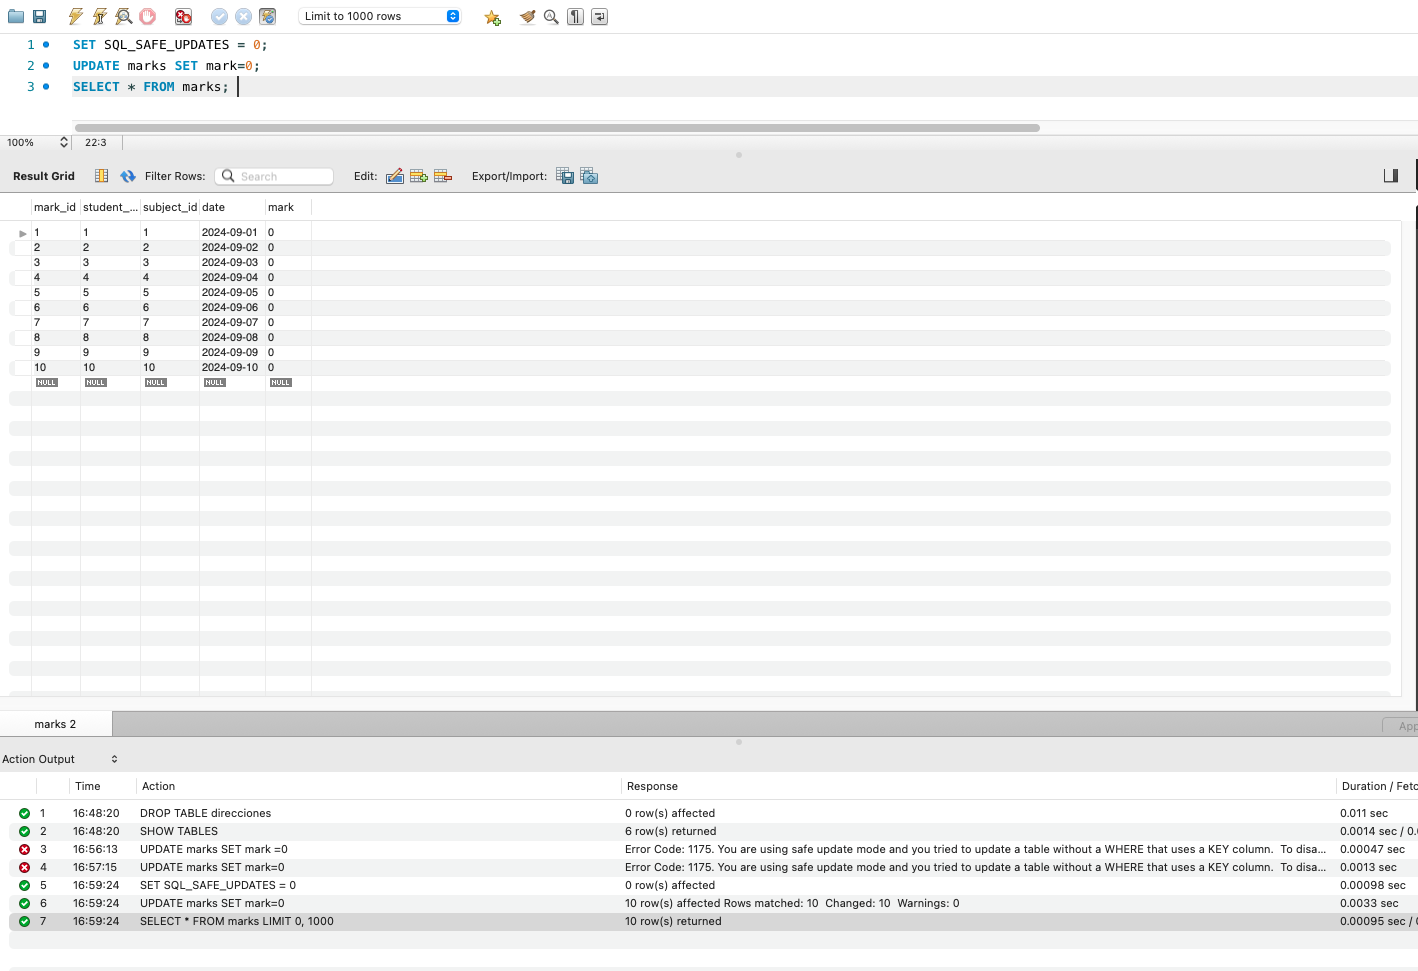 Limit to 1000 rows
1 SET SQL_SAFE_UPDATES = 0;
2 UPDATE marks SET mark=0;
3 SELECT * FROM marks;
100% 22:3
Result Grid Filter Rows: Search Edit: Export/Import:
mark_id student_... subject_id date mark
1 1 1 2024-09-01 0
2 2 2 2024-09-02 0
3 3 3 2024-09-03 0
4 4 4 2024-09-04 0
5 5 5 2024-09-05 0
6 6 6 2024-09-06 0
7 7 7 2024-09-07 0
8 8 8 2024-09-08 0
9 9 9 2024-09-09 0
10 10 10 2024-09-10 0
NULL NULL NULL NULL NULL
marks 2 App
Action Output
Time Action Response Duration / Fetc
1 16:48:20 DROP TABLE direcciones 0 row(s) affected 0.011 sec
2 16:48:20 SHOW TABLES 6 row(s) returned 0.0014 sec / 0.0
3 16:56:13 UPDATE marks SET mark =0 Error Code: 1175. You are using safe update mode and you tried to update a table without a WHERE that uses a KEY column.  To disa... 0.00047 sec
4 16:57:15 UPDATE marks SET mark=0 Error Code: 1175. You are using safe update mode and you tried to update a table without a WHERE that uses a KEY column.  To disa... 0.0013 sec
5 16:59:24 SET SQL_SAFE_UPDATES = 0 0 row(s) affected 0.00098 sec
6 16:59:24 UPDATE marks SET mark=0 10 row(s) affected Rows matched: 10  Changed: 10  Warnings: 0 0.0033 sec
7 16:59:24 SELECT * FROM marks LIMIT 0, 1000 10 row(s) returned 0.00095 sec /